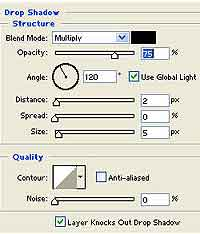 Drop Shadow
Structure
Blend Mode: Multiply
Opacity: 75 %
Angle: 120 ° Use Global Light
Distance: 2 px
Spread: 0 %
Size: 5 px
Quality
Contour: Anti-aliased
Noise: 0 %
Layer Knocks Out Drop Shadow